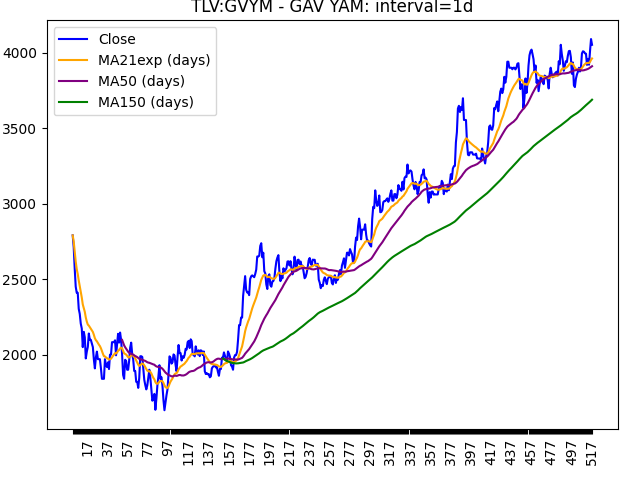 TLV:GVYM - GAV YAM: interval=1d
Close
MA21exp (days)
MA50 (days)
MA150 (days)
4000
3500
3000
2500
2000
17 37 57 77 97 117 137 157 177 197 217 237 257 277 297 317 337 357 377 397 417 437 457 477 497 517